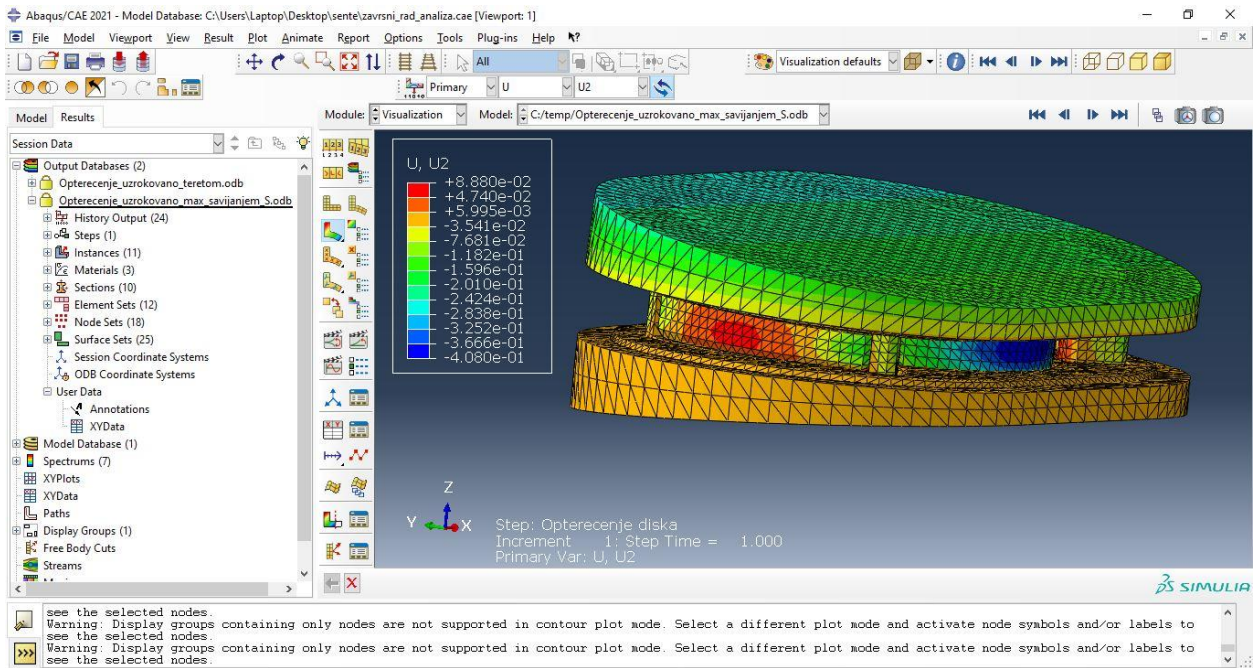 Abaqus/CAE 2021 - Model Database: C:\Users\Laptop\Desktop\sente\zavrsni_rad_analiza.cae [Viewport: 1]
File Model Viewport View Result Plot Animate Report Options Tools Plug-ins Help
All
Visualization defaults
Primary U U2
Model Results
Module: Visualization Model: C:/temp/Opterecenje_uzrokovano_max_savijanjem_S.odb
Session Data
Output Databases (2)
Opterecenje_uzrokovano_teretom.odb
Opterecenje_uzrokovano_max_savijanjem_S.odb
History Output (24)
Steps (1)
Instances (11)
Materials (3)
Sections (10)
Element Sets (12)
Node Sets (18)
Surface Sets (25)
Session Coordinate Systems
ODB Coordinate Systems
User Data
Annotations
XYData
Model Database (1)
Spectrums (7)
XYPlots
XYData
Paths
Display Groups (1)
Free Body Cuts
Streams
U, U2
+8.880e-02
+4.740e-02
+5.995e-03
-3.541e-02
-7.681e-02
-1.182e-01
-1.596e-01
-2.010e-01
-2.424e-01
-2.838e-01
-3.252e-01
-3.666e-01
-4.080e-01
Z
Y
X
Step: Opterecenje diska
Increment 1: Step Time = 1.000
Primary Var: U, U2
SIMULIA
see the selected nodes.
Warning: Display groups containing only nodes are not supported in contour plot mode. Select a different plot mode and activate node symbols and/or labels to
see the selected nodes.
Warning: Display groups containing only nodes are not supported in contour plot mode. Select a different plot mode and activate node symbols and/or labels to
see the selected nodes.